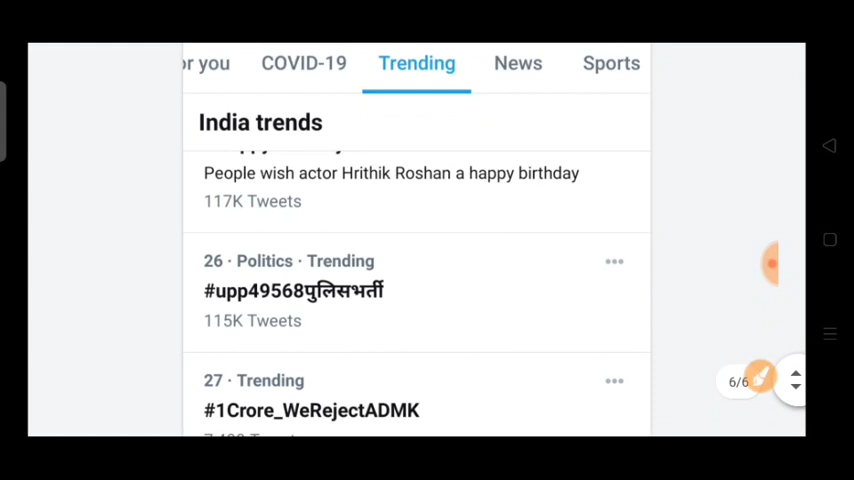 or you COVID-19 Trending News Sports
India trends
People wish actor Hrithik Roshan a happy birthday
117K Tweets
26 · Politics · Trending
#upp49568पुलिसभर्ती
115K Tweets
27 · Trending
#1Crore_WeRejectADMK
6/6